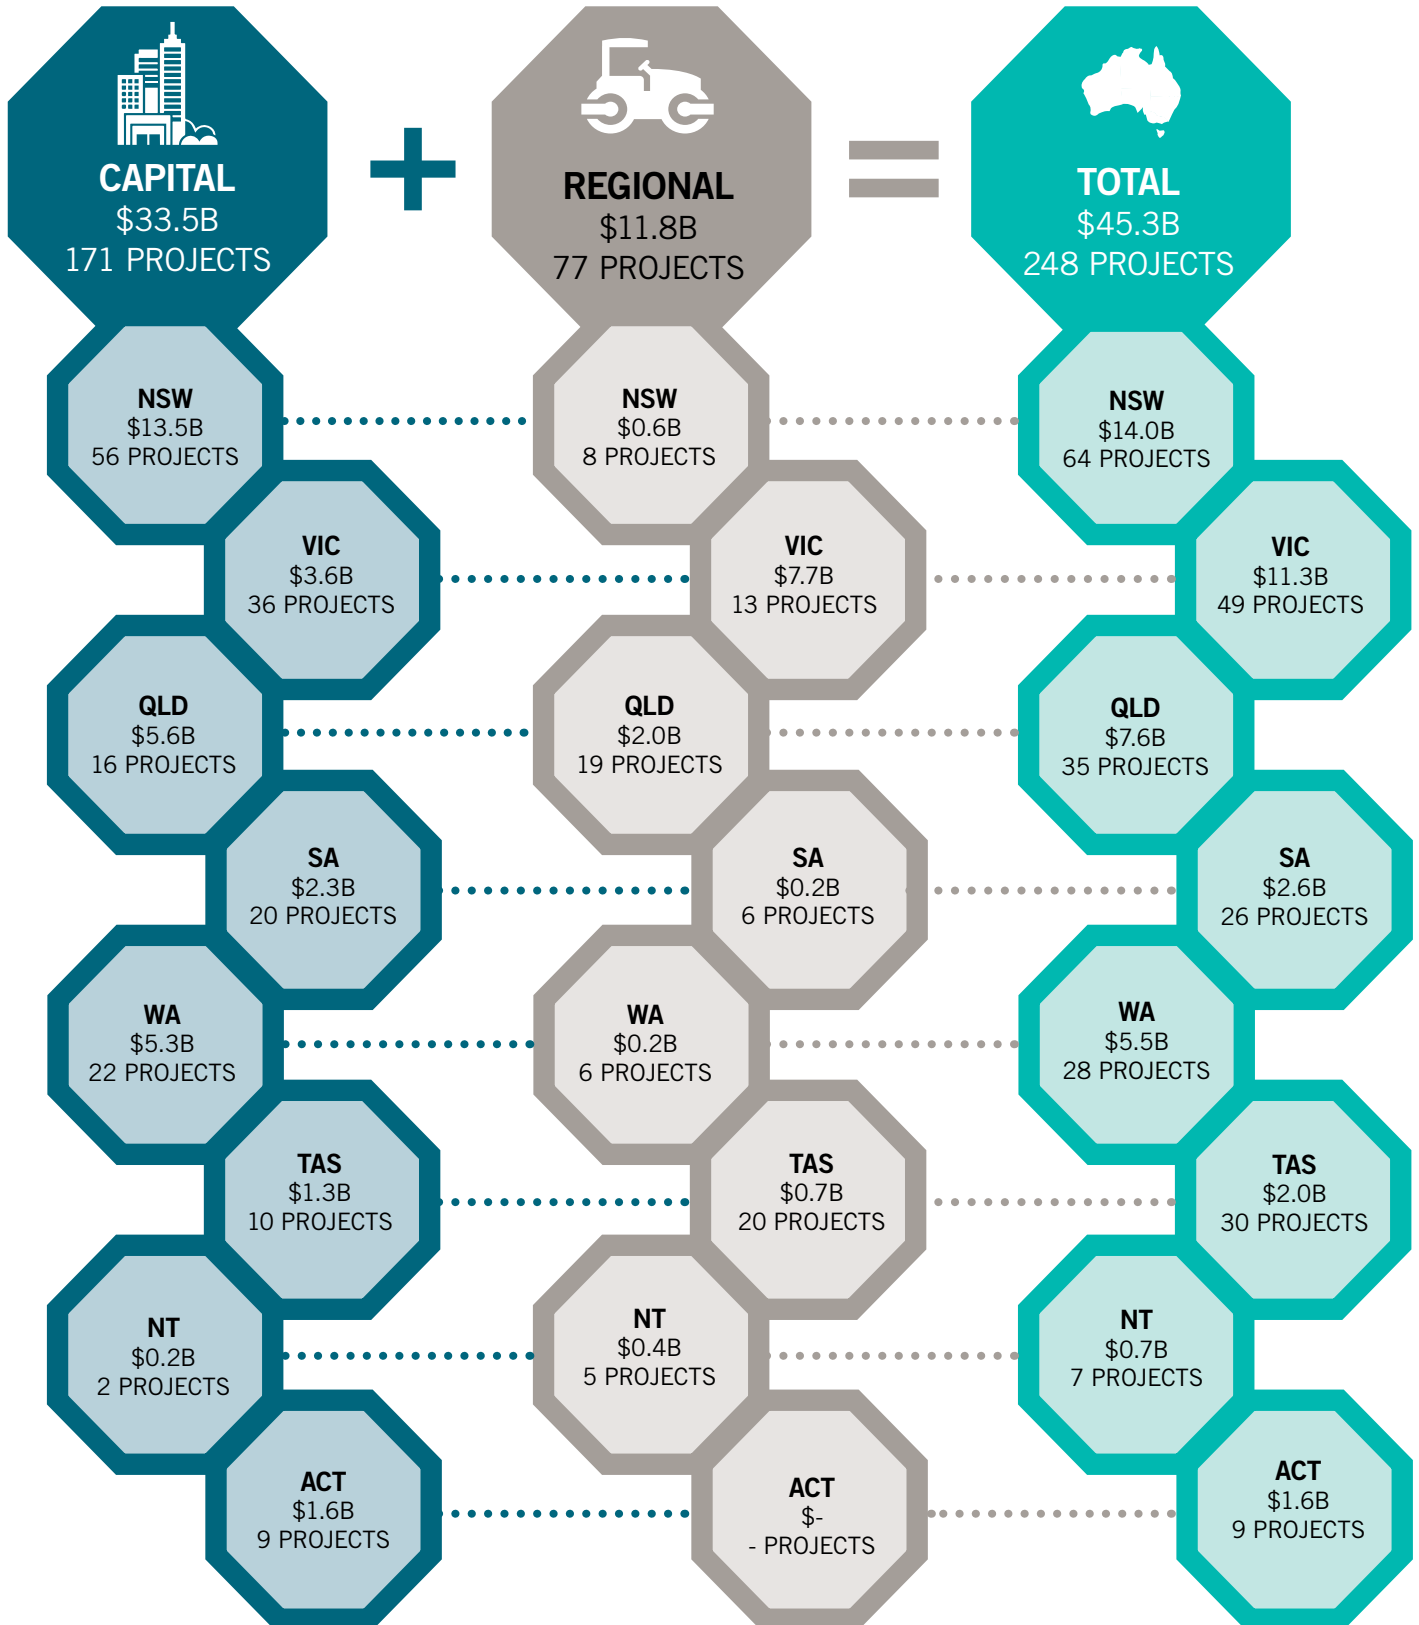 CAPITAL
$33.5B
171 PROJECTS
REGIONAL
$11.8B
77 PROJECTS
TOTAL
$45.3B
248 PROJECTS
NSW
$13.5B
56 PROJECTS
NSW
$0.6B
8 PROJECTS
NSW
$14.0B
64 PROJECTS
VIC
$3.6B
36 PROJECTS
VIC
$7.7B
13 PROJECTS
VIC
$11.3B
49 PROJECTS
QLD
$5.6B
16 PROJECTS
QLD
$2.0B
19 PROJECTS
QLD
$7.6B
35 PROJECTS
SA
$2.3B
20 PROJECTS
SA
$0.2B
6 PROJECTS
SA
$2.6B
26 PROJECTS
WA
$5.3B
22 PROJECTS
WA
$0.2B
6 PROJECTS
WA
$5.5B
28 PROJECTS
TAS
$1.3B
10 PROJECTS
TAS
$0.7B
20 PROJECTS
TAS
$2.0B
30 PROJECTS
NT
$0.2B
2 PROJECTS
NT
$0.4B
5 PROJECTS
NT
$0.7B
7 PROJECTS
ACT
$1.6B
9 PROJECTS
ACT
$-
- PROJECTS
ACT
$1.6B
9 PROJECTS